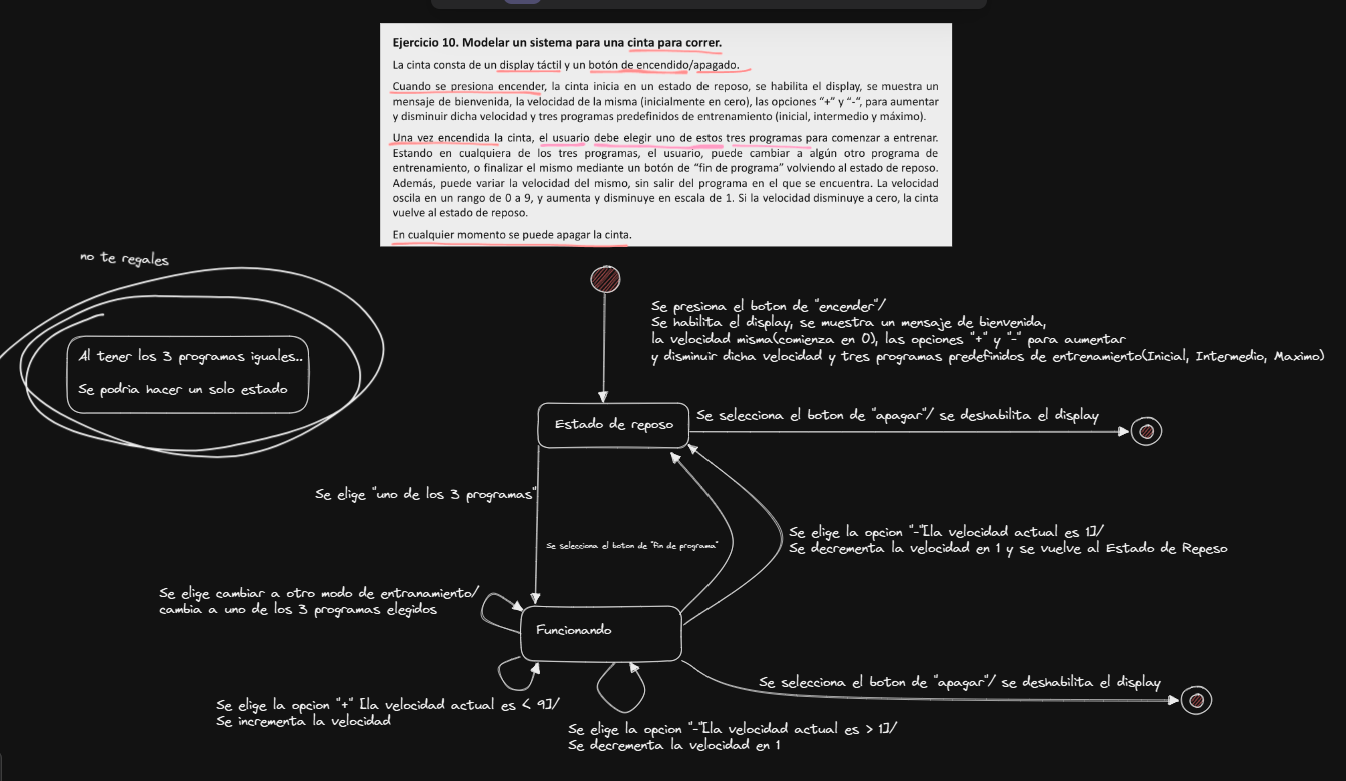 Ejercicio 10. Modelar un sistema para una cinta para correr.
La cinta consta de un display táctil y un botón de encendido/apagado.
Cuando se presiona encender, la cinta inicia en un estado de reposo, se habilita el display, se muestra un
mensaje de bienvenida, la velocidad de la misma (inicialmente en cero), las opciones “+” y “-”, para aumentar
y disminuir dicha velocidad y tres programas predefinidos de entrenamiento (inicial, intermedio y máximo).
Una vez encendida la cinta, el usuario debe elegir uno de estos tres programas para comenzar a entrenar.
Estando en cualquiera de los tres programas, el usuario, puede cambiar a algún otro programa de
entrenamiento, o finalizar el mismo mediante un botón de “fin de programa” volviendo al estado de reposo.
Además, puede variar la velocidad del mismo, sin salir del programa en el que se encuentra. La velocidad
oscila en un rango de 0 a 9, y aumenta y disminuye en escala de 1. Si la velocidad disminuye a cero, la cinta
vuelve al estado de reposo.
En cualquier momento se puede apagar la cinta.
no te regales
Al tener los 3 programas iguales..
Se podria hacer un solo estado
Se presiona el boton de "encender"/
Se habilita el display, se muestra un mensaje de bienvenida,
la velocidad misma(comienza en 0), las opciones "+" y "-" para aumentar
y disminuir dicha velocidad y tres programas predefinidos de entrenamiento(Inicial, Intermedio, Maximo)
Estado de reposo
Se selecciona el boton de "apagar"/ se deshabilita el display
Se elige "uno de los 3 programas"
Se selecciona el boton de "fin de programa"
Se elige la opcion "-"[la velocidad actual es 1]/
Se decrementa la velocidad en 1 y se vuelve al Estado de Repeso
Se elige cambiar a otro modo de entranamiento/
cambia a uno de los 3 programas elegidos
Funcionando
Se selecciona el boton de "apagar"/ se deshabilita el display
Se elige la opcion "+" [la velocidad actual es < 9]/
Se incrementa la velocidad
Se elige la opcion "-"[la velocidad actual es > 1]/
Se decrementa la velocidad en 1